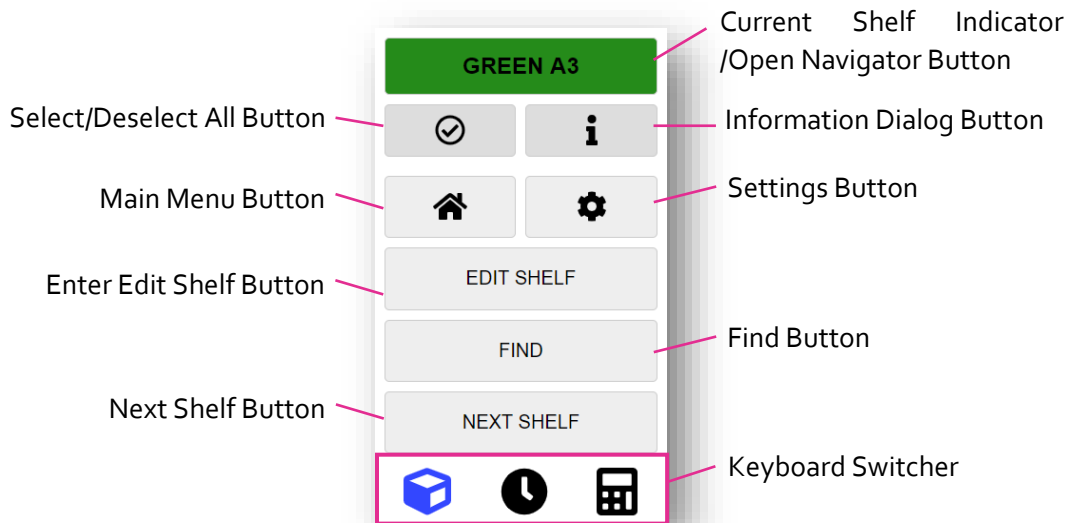 Current Shelf Indicator
/Open Navigator Button
GREEN A3
Select/Deselect All Button
i
Information Dialog Button
Main Menu Button
Settings Button
Enter Edit Shelf Button
EDIT SHELF
FIND
Find Button
Next Shelf Button
NEXT SHELF
Keyboard Switcher